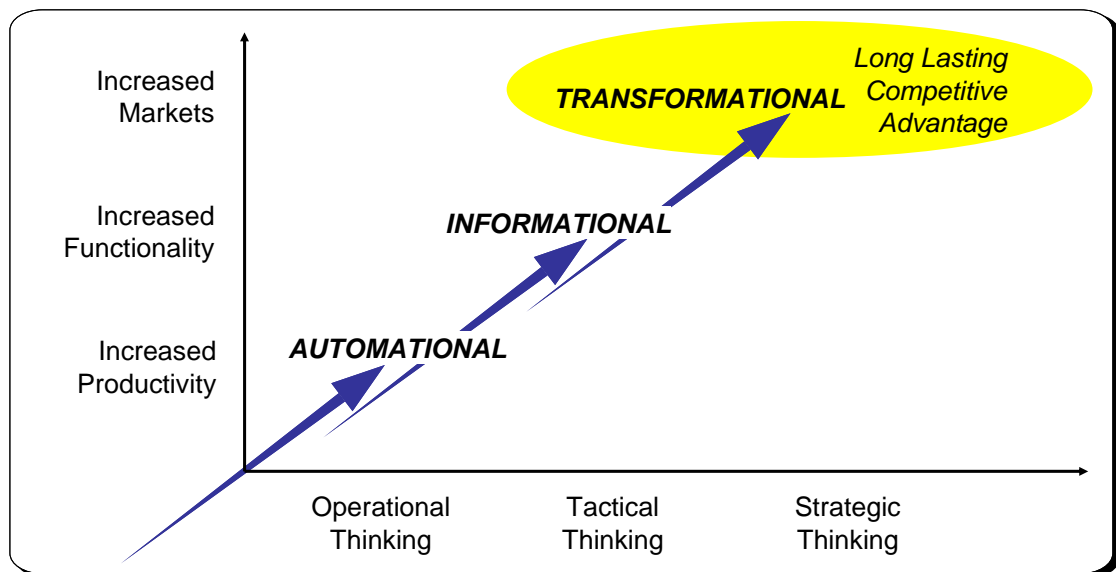 Increased
Markets
Long Lasting
Competitive
Advantage
TRANSFORMATIONAL
Increased
Functionality
INFORMATIONAL
Increased
Productivity
AUTOMATIONAL
Operational
Thinking
Tactical
Thinking
Strategic
Thinking